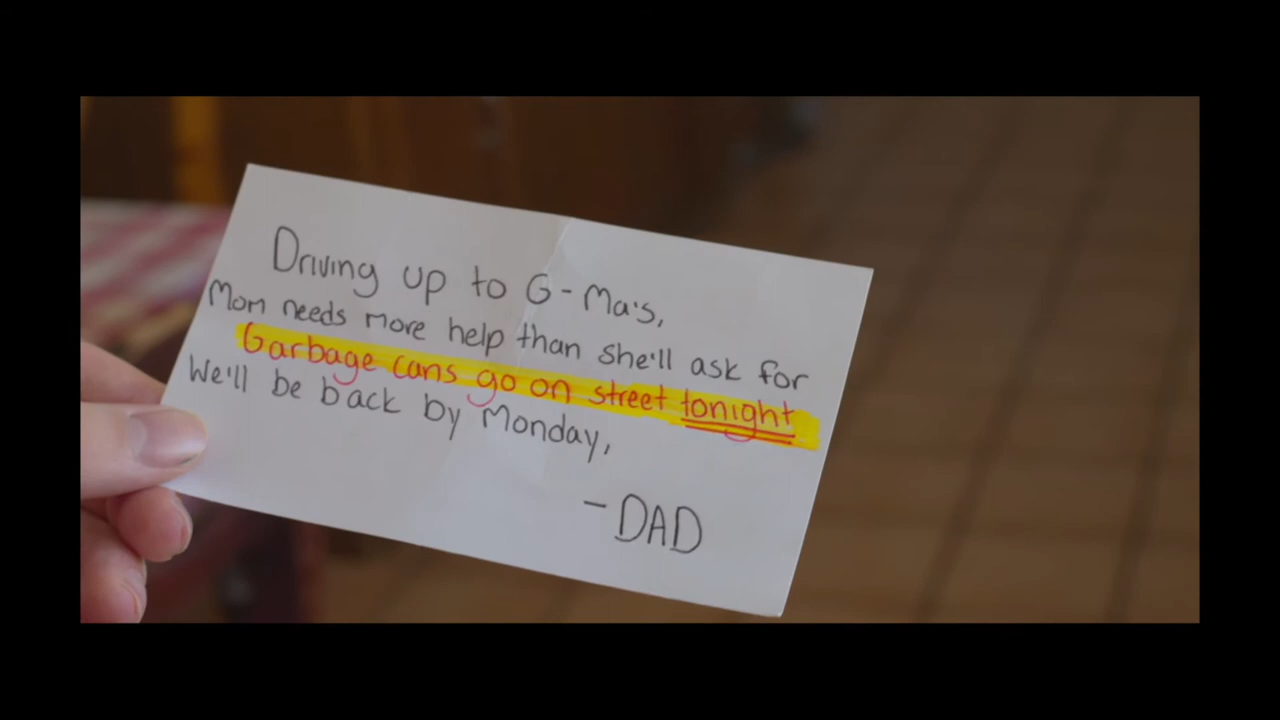 Driving up to G-Ma's,
Mom needs more help than she'll ask for
Garbage cans go on street tonight
We'll be back by Monday,
- DAD